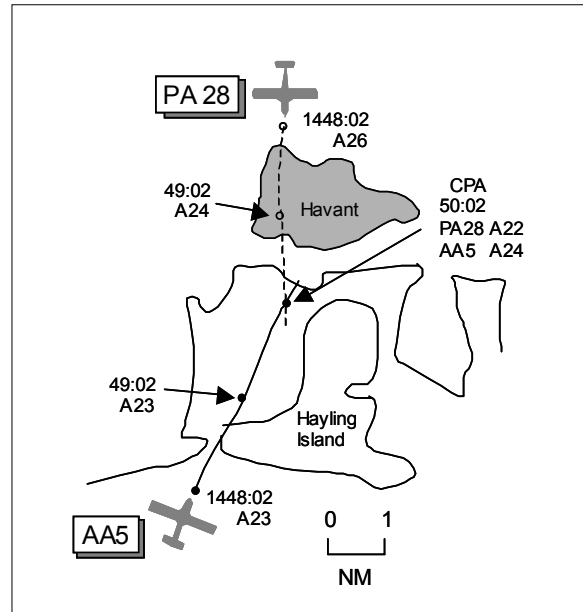 PA 28
1448:02
A26
49:02
A24
Havant
CPA
50:02
PA28 A22
AA5 A24
49:02
A23
Hayling
Island
1448:02
A23
AA5
0 1
NM